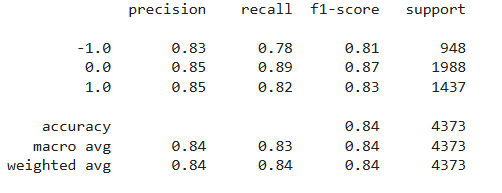 precision recall f1-score support
-1.0 0.83 0.78 0.81 948
0.0 0.85 0.89 0.87 1988
1.0 0.85 0.82 0.83 1437
accuracy 0.84 4373
macro avg 0.84 0.83 0.84 4373
weighted avg 0.84 0.84 0.84 4373